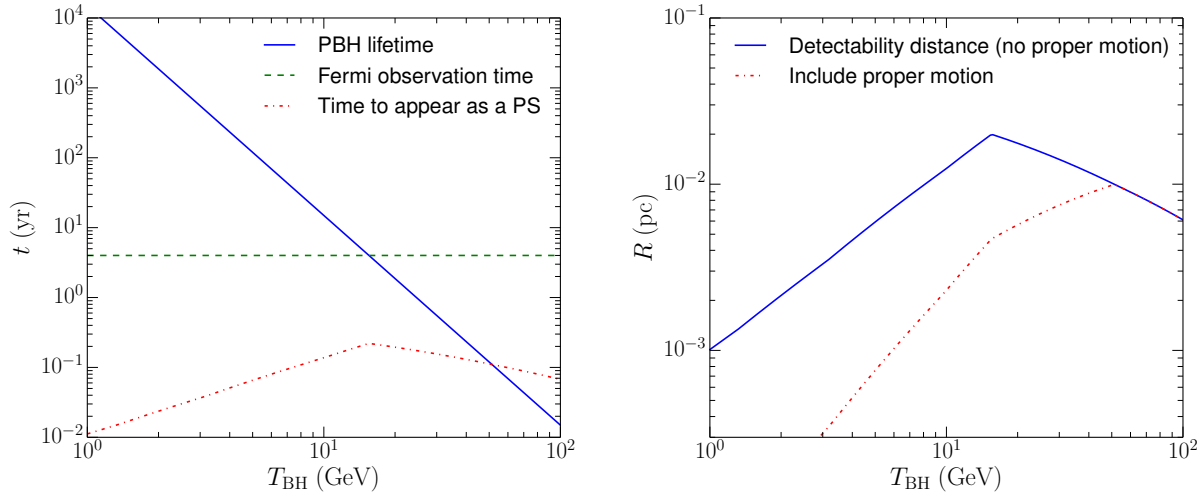 10^4
10^3
10^2
10^1
10^0
10^-1
10^-2
t (yr)
PBH lifetime
Fermi observation time
Time to appear as a PS
10^0
10^1
10^2
T_BH (GeV)
10^-1
10^-2
10^-3
R (pc)
Detectability distance (no proper motion)
Include proper motion
10^0
10^1
10^2
T_BH (GeV)